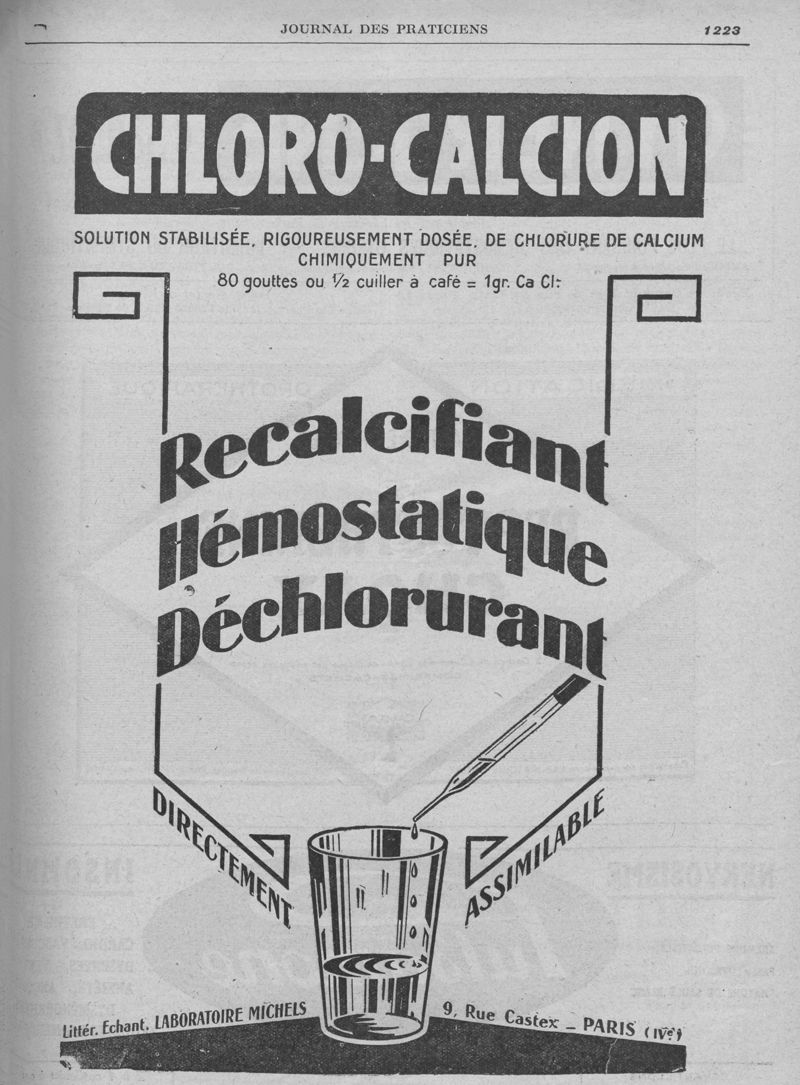 JOURNAL DES PRATICIENS 1223
CHLORO-CALCION
SOLUTION STABILISÉE, RIGOUREUSEMENT DOSÉE, DE CHLORURE DE CALCIUM
CHIMIQUEMENT PUR
80 gouttes ou ½ cuiller à café = 1gr. Ca Cl²
Recalcifiant
Hémostatique
Déchlorurant
DIRECTEMENT
ASSIMILABLE
Littér. Echant. LABORATOIRE MICHELS 9, Rue Castex _ PARIS (IVe)